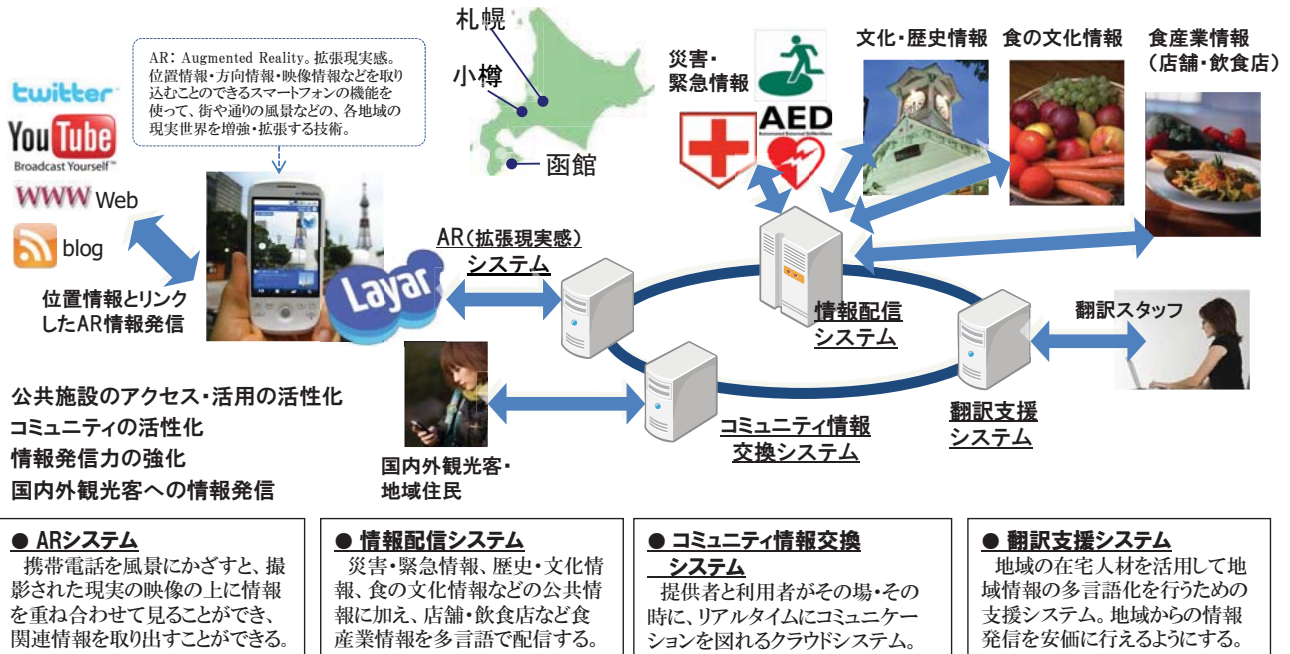 AR: Augmented Reality。拡張現実感。
位置情報・方向情報・映像情報などを取り
込むことのできるスマートフォンの機能を
使って、街や通りの風景などの、各地域の
現実世界を増強・拡張する技術。
twitter
You Tube
Broadcast Yourself™
WWW Web
blog
位置情報とリンク
したAR情報発信
Layar
札幌
小樽
函館
災害・
緊急情報
AED
文化・歴史情報
食の文化情報
食産業情報
(店舗・飲食店)
AR(拡張現実感)
システム
情報配信
システム
翻訳スタッフ
翻訳支援
システム
コミュニティ情報
交換システム
国内外観光客・
地域住民
公共施設のアクセス・活用の活性化
コミュニティの活性化
情報発信力の強化
国内外観光客への情報発信
● ARシステム
携帯電話を風景にかざすと、撮
影された現実の映像の上に情報
を重ね合わせて見ることができ、
関連情報を取り出すことができる。
● 情報配信システム
災害・緊急情報、歴史・文化情
報、食の文化情報などの公共情
報に加え、店舗・飲食店など食
産業情報を多言語で配信する。
● コミュニティ情報交換
システム
提供者と利用者がその場・その
時に、リアルタイムにコミュニケー
ションを図れるクラウドシステム。
● 翻訳支援システム
地域の在宅人材を活用して地
域情報の多言語化を行うための
支援システム。地域からの情報
発信を安価に行えるようにする。